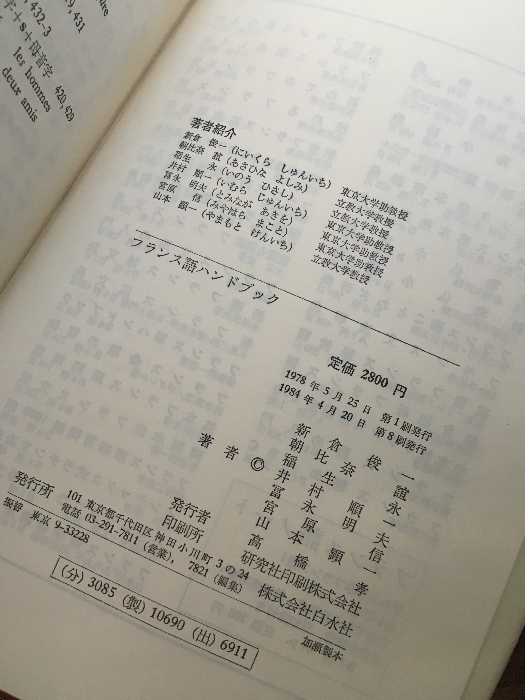 431
432-3
字+s+母音字 420, 429
les hommes
deux amis
著者紹介
新倉 俊一 (にいくら しゅんいち) 東京大学助教授
朝比奈 誼 (あさひな よしみ) 立教大学教授
稲生 永 (いのう ひさし) 立教大学教授
井村 順一 (いむら じゅんいち) 東京大学助教授
冨永 明夫 (とみなが あきを) 東京大学助教授
宮原 信 (みやはら まこと) 東京大学助教授
山本 顕一 (やまもと けんいち) 立教大学教授
フランス語ハンドブック
定価 2800 円
1978 年 5 月 25 日 第1刷発行
1984 年 4 月 20 日 第8刷発行
著者 ©
新倉俊一
朝比奈誼
稲生永
井村順一
冨永明夫
宮原信
山本顕一
発行者 高橋孝
印刷所 研究社印刷株式会社
発行所 株式会社白水社
101 東京都千代田区神田小川町 3 の 24
電話 03-291-7811 (営業), 7821 (編集)
振替 東京 9-33228
加瀬製本
(分) 3085 (製) 10690 (出) 6911